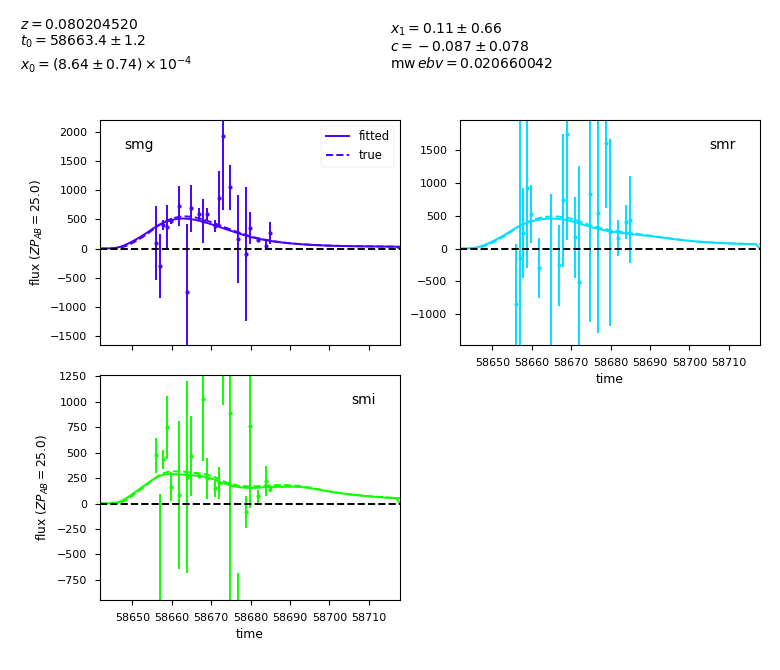 z = 0.080204520
t₀ = 58663.4 ± 1.2
x₀ = (8.64 ± 0.74) × 10⁻⁴
x₁ = 0.11 ± 0.66
c = −0.087 ± 0.078
mw ebv = 0.020660042
smg
fitted
true
2000
1500
1000
500
0
−500
−1000
−1500
flux (ZP_AB = 25.0)
smr
1500
1000
500
0
−500
−1000
58650 58660 58670 58680 58690 58700 58710
time
smi
1250
1000
750
500
250
0
−250
−500
−750
flux (ZP_AB = 25.0)
58650 58660 58670 58680 58690 58700 58710
time